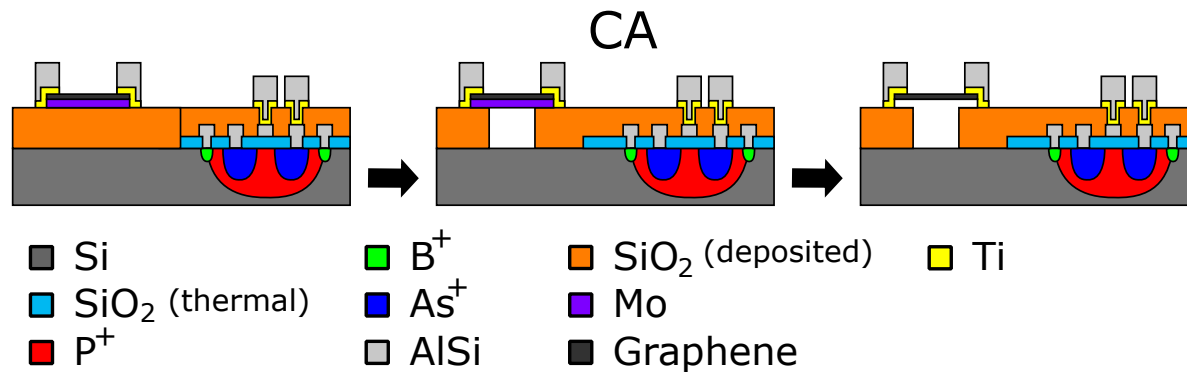 CA
Si B⁺ SiO₂ (deposited) Ti
SiO₂ (thermal) As⁺ Mo
P⁺ AlSi Graphene